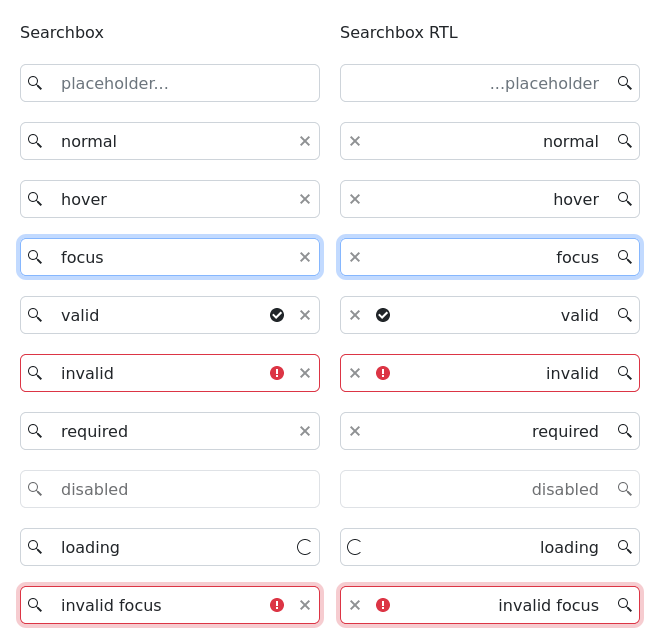 Searchbox
placeholder...
normal
hover
focus
valid
invalid
required
disabled
loading
invalid focus
Searchbox RTL
...placeholder
normal
hover
focus
valid
invalid
required
disabled
loading
invalid focus